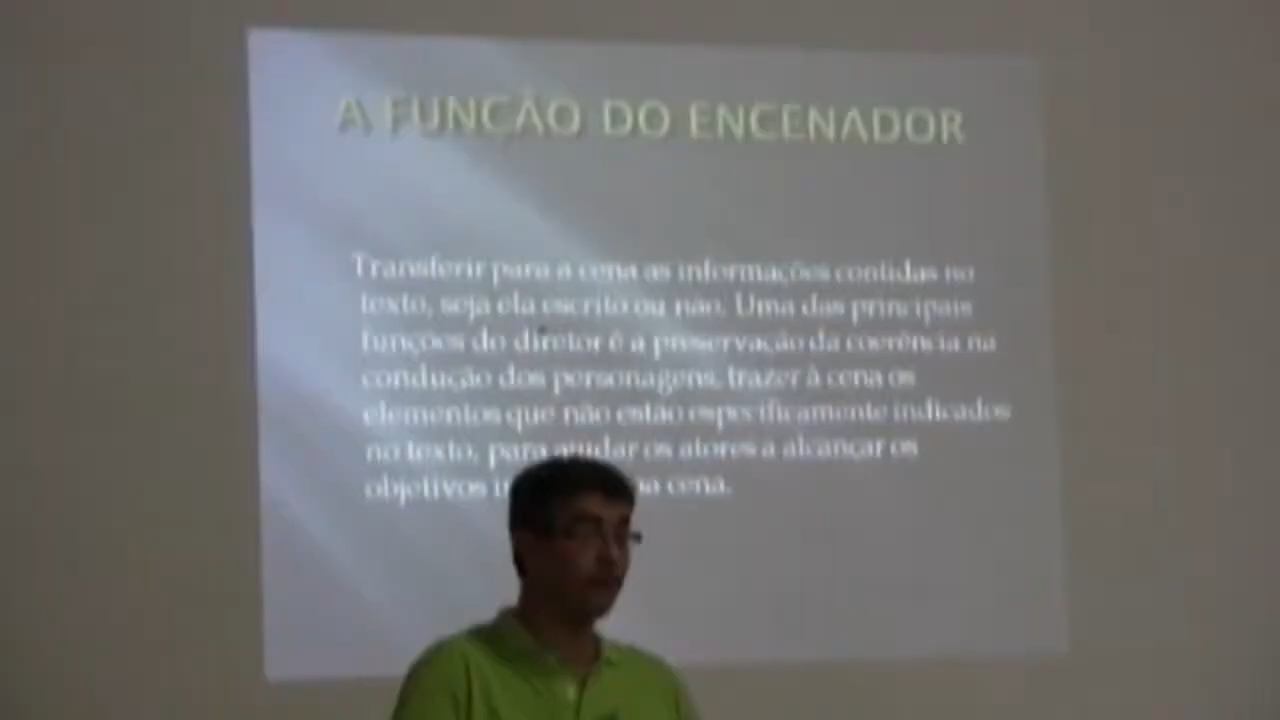 A FUNÇÃO DO ENCENADOR
Transferir para a cena as informações contidas no
texto, seja ela escrito ou não. Uma das principais
funções do diretor é a preservação da coerência na
condução dos personagens, trazer à cena os
elementos que não estão especificamente indicados
no texto, para ajudar os atores a alcançar os
objetivos na cena.